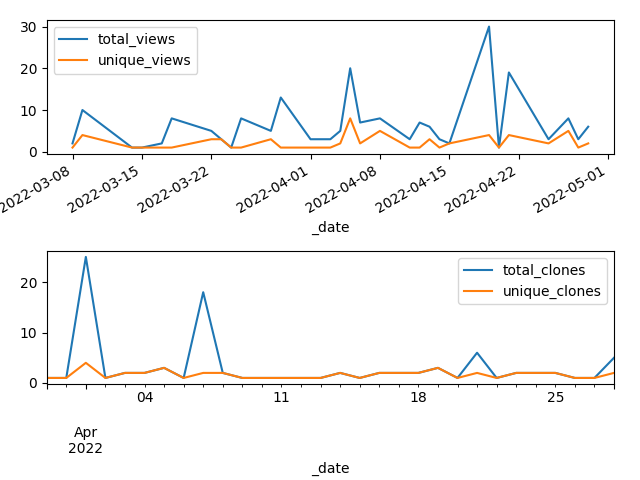 30
20
10
0
total_views
unique_views
2022-03-08
2022-03-15
2022-03-22
2022-04-01
2022-04-08
2022-04-15
2022-04-22
2022-05-01
_date
20
10
0
total_clones
unique_clones
04
11
18
25
Apr
2022
_date